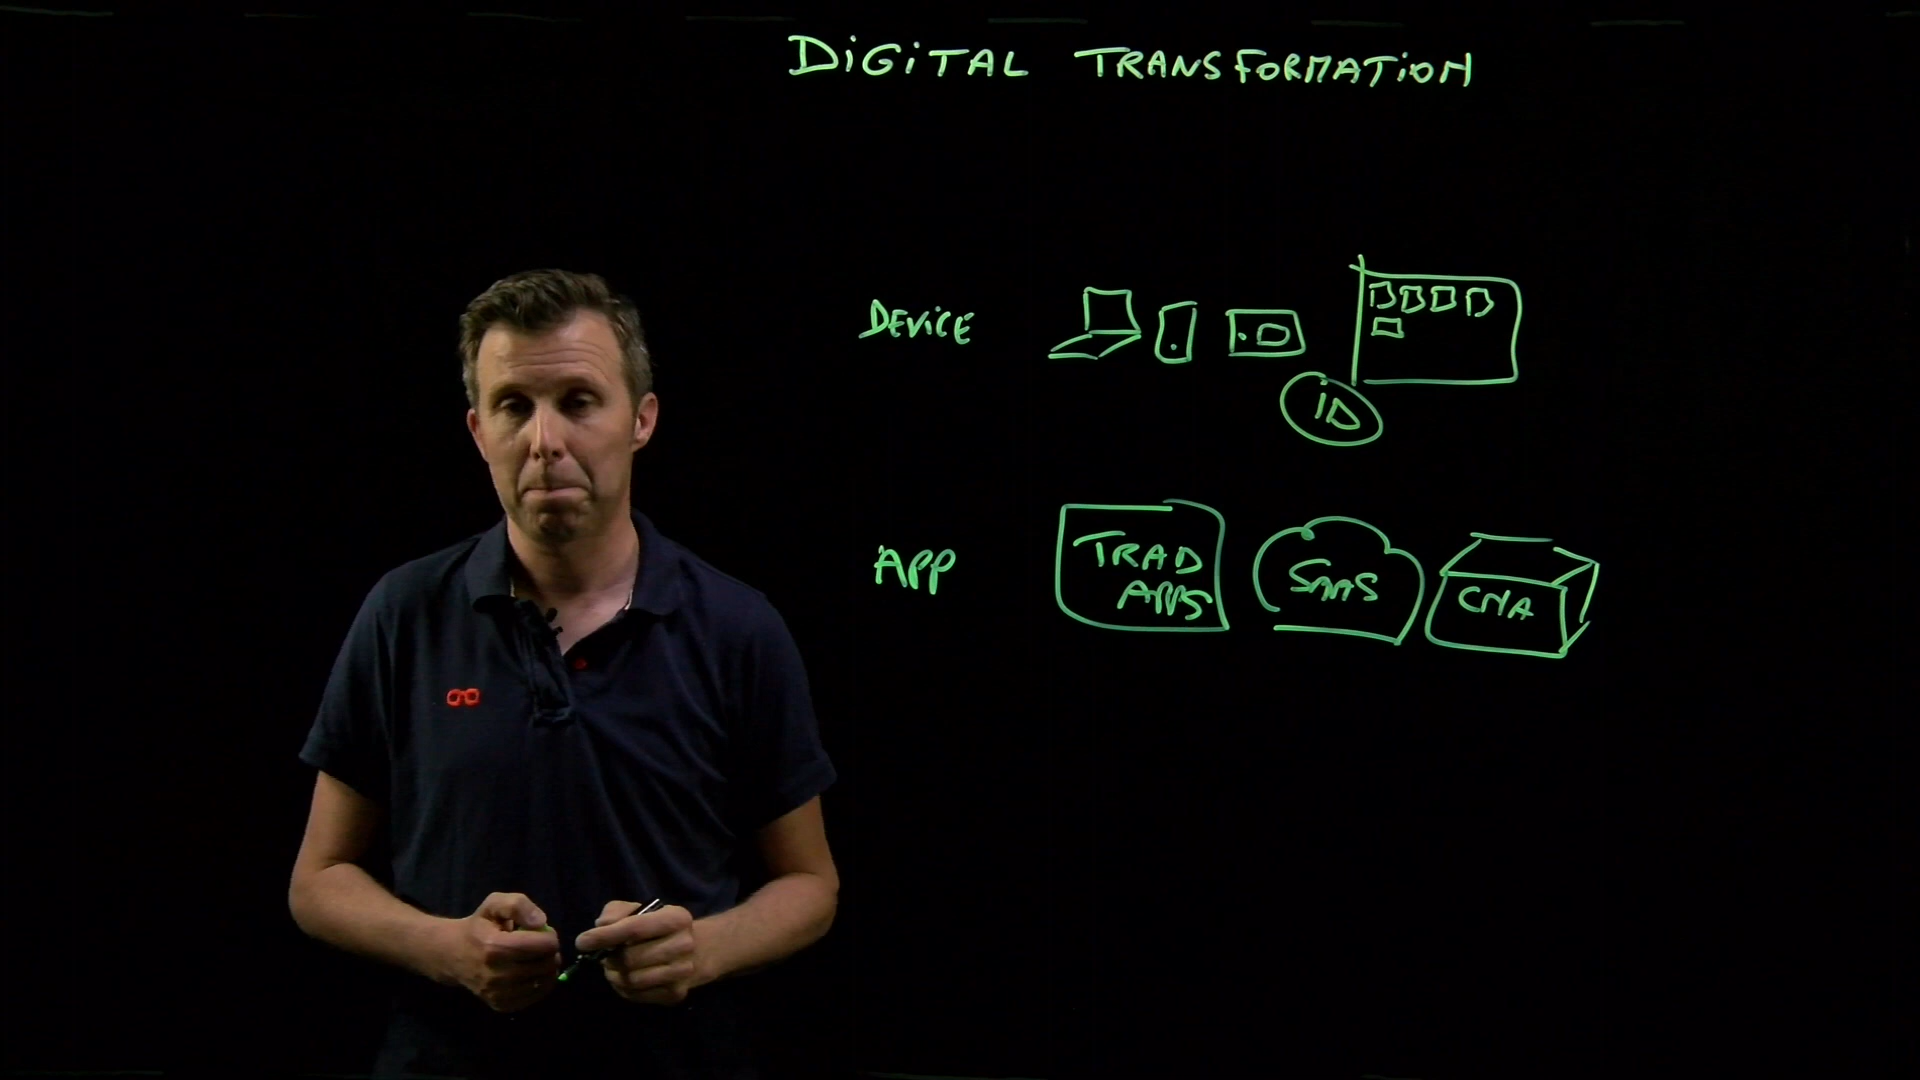 DiGiTAL TRANSFORMATiON
DEViCE
iD
APP
TRAD
APPS
SAAS
CNA